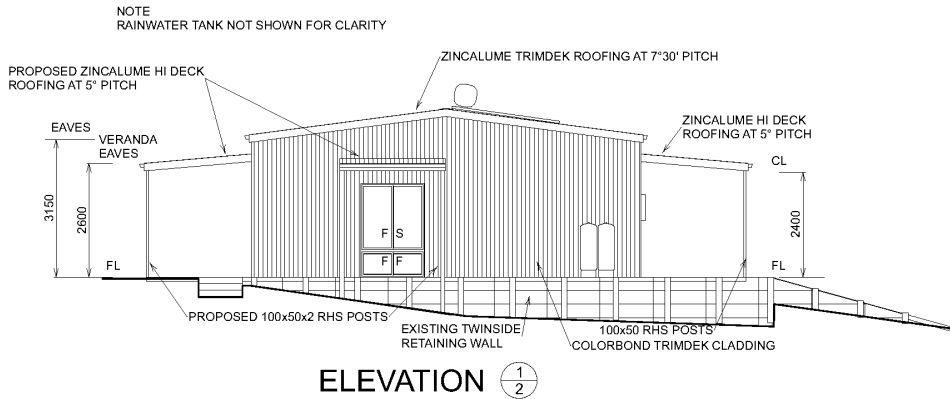 NOTE
RAINWATER TANK NOT SHOWN FOR CLARITY
ZINCALUME TRIMDEK ROOFING AT 7°30' PITCH
PROPOSED ZINCALUME HI DECK
ROOFING AT 5° PITCH
ZINCALUME HI DECK
ROOFING AT 5° PITCH
EAVES
VERANDA
EAVES
CL
3150
2600
2400
F S
F F
FL
FL
PROPOSED 100x50x2 RHS POSTS
EXISTING TWINSIDE
RETAINING WALL
100x50 RHS POSTS
COLORBOND TRIMDEK CLADDING
ELEVATION
1
2